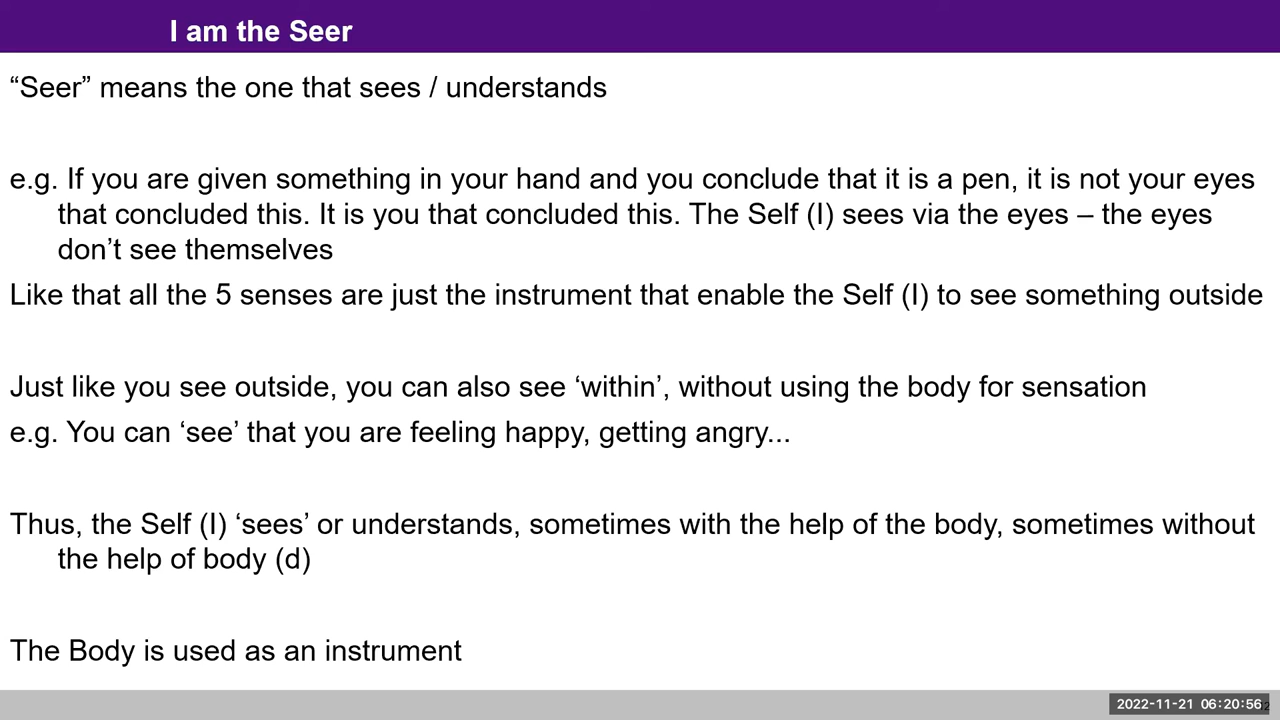 I am the Seer
“Seer” means the one that sees / understands
e.g. If you are given something in your hand and you conclude that it is a pen, it is not your eyes
that concluded this. It is you that concluded this. The Self (I) sees via the eyes – the eyes
don’t see themselves
Like that all the 5 senses are just the instrument that enable the Self (I) to see something outside
Just like you see outside, you can also see ‘within’, without using the body for sensation
e.g. You can ‘see’ that you are feeling happy, getting angry...
Thus, the Self (I) ‘sees’ or understands, sometimes with the help of the body, sometimes without
the help of body (d)
The Body is used as an instrument
2022-11-21 06:20:56